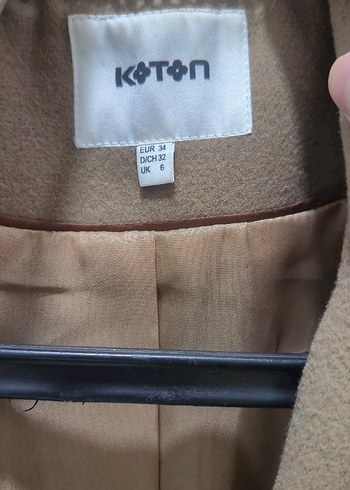 KOTON
EUR 34
D/CH 32
UK 6